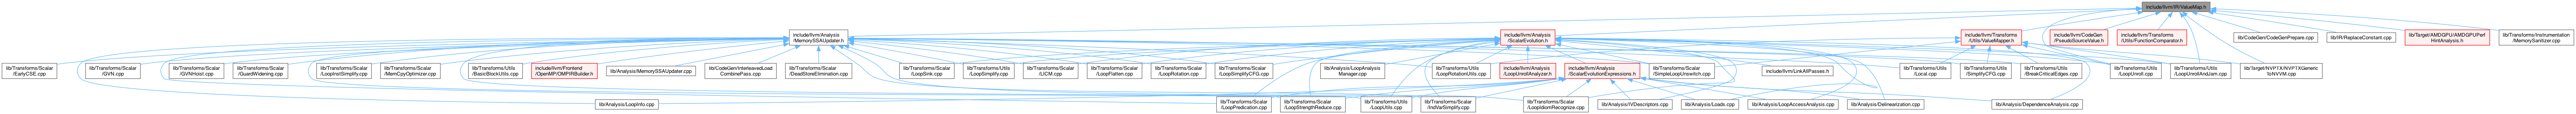 include/llvm/IR/ValueMap.h
include/llvm/Analysis
/MemorySSAUpdater.h
include/llvm/Analysis
/ScalarEvolution.h
include/llvm/Transforms
/Utils/ValueMapper.h
include/llvm/CodeGen
/PseudoSourceValue.h
include/llvm/Transforms
/Utils/FunctionComparator.h
lib/CodeGen/CodeGenPrepare.cpp
lib/IR/ReplaceConstant.cpp
lib/Target/AMDGPU/AMDGPUPerf
HintAnalysis.h
lib/Transforms/Instrumentation
/MemorySanitizer.cpp
lib/Transforms/Scalar
/EarlyCSE.cpp
lib/Transforms/Scalar
/GVN.cpp
lib/Transforms/Scalar
/GVNHoist.cpp
lib/Transforms/Scalar
/GuardWidening.cpp
lib/Transforms/Scalar
/LoopInstSimplify.cpp
lib/Transforms/Scalar
/MemCpyOptimizer.cpp
lib/Transforms/Utils
/BasicBlockUtils.cpp
include/llvm/Frontend
/OpenMP/OMPIRBuilder.h
lib/Analysis/MemorySSAUpdater.cpp
lib/CodeGen/InterleavedLoad
CombinePass.cpp
lib/Transforms/Scalar
/DeadStoreElimination.cpp
lib/Transforms/Scalar
/LoopSink.cpp
lib/Transforms/Utils
/LoopSimplify.cpp
lib/Transforms/Scalar
/LICM.cpp
lib/Transforms/Scalar
/LoopFlatten.cpp
lib/Transforms/Scalar
/LoopRotation.cpp
lib/Transforms/Scalar
/LoopSimplifyCFG.cpp
lib/Analysis/LoopAnalysis
Manager.cpp
lib/Transforms/Utils
/LoopRotationUtils.cpp
include/llvm/Analysis
/LoopUnrollAnalyzer.h
include/llvm/Analysis
/ScalarEvolutionExpressions.h
lib/Transforms/Scalar
/SimpleLoopUnswitch.cpp
include/llvm/LinkAllPasses.h
lib/Transforms/Utils
/Local.cpp
lib/Transforms/Utils
/SimplifyCFG.cpp
lib/Transforms/Utils
/BreakCriticalEdges.cpp
lib/Transforms/Utils
/LoopUnroll.cpp
lib/Transforms/Utils
/LoopUnrollAndJam.cpp
lib/Target/NVPTX/NVPTXGeneric
ToNVVM.cpp
lib/Analysis/LoopInfo.cpp
lib/Transforms/Scalar
/LoopPredication.cpp
lib/Transforms/Scalar
/LoopStrengthReduce.cpp
lib/Transforms/Utils
/LoopUtils.cpp
lib/Transforms/Scalar
/IndVarSimplify.cpp
lib/Transforms/Scalar
/LoopIdiomRecognize.cpp
lib/Analysis/IVDescriptors.cpp
lib/Analysis/Loads.cpp
lib/Analysis/LoopAccessAnalysis.cpp
lib/Analysis/Delinearization.cpp
lib/Analysis/DependenceAnalysis.cpp